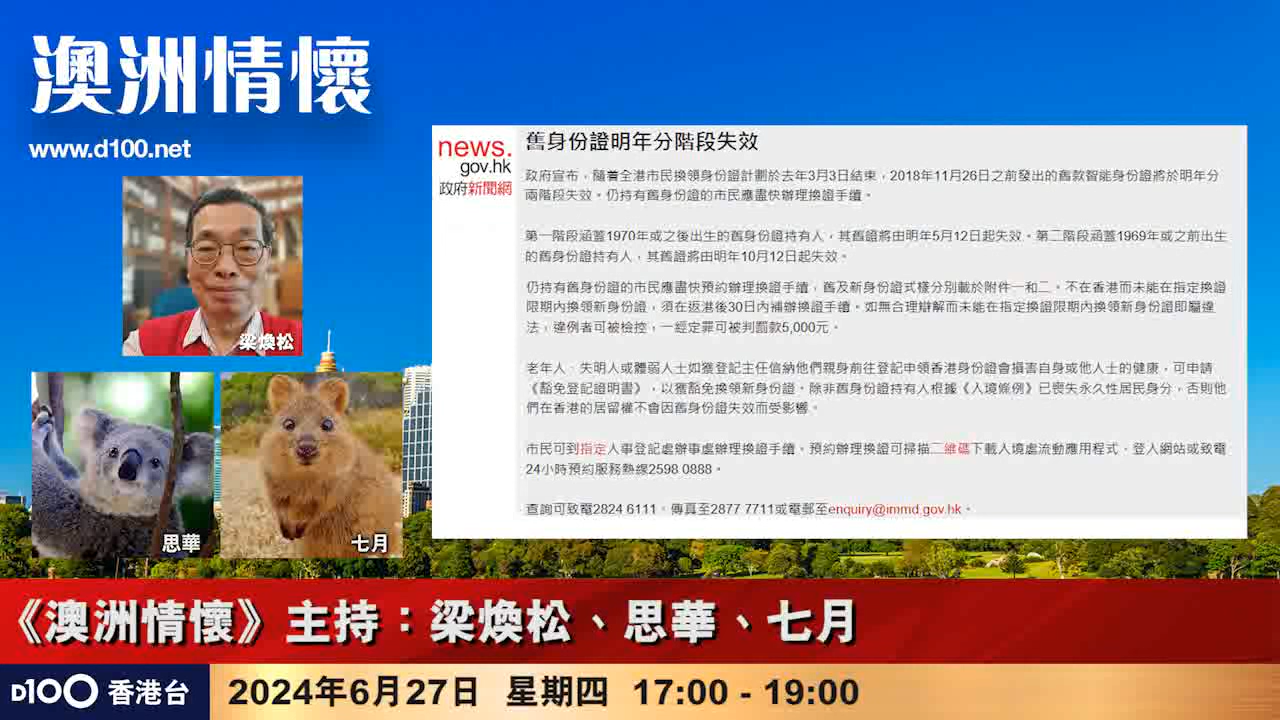 澳洲情懷
www.d100.net
梁煥松
思華
七月
news.
gov.hk
政府新聞網
舊身份證明年分階段失效
政府宣布，隨着全港市民換領身份證計劃於去年3月3日結束，2018年11月26日之前發出的舊款智能身份證將於明年分
兩階段失效。仍持有舊身份證的市民應盡快辦理換證手續。
第一階段涵蓋1970年或之後出生的舊身份證持有人，其舊證將由明年5月12日起失效。第二階段涵蓋1969年或之前出生
的舊身份證持有人，其舊證將由明年10月12日起失效。
仍持有舊身份證的市民應盡快預約辦理換證手續，舊及新身份證式樣分別載於附件一和二。不在香港而未能在指定換證
限期內換領新身份證，須在返港後30日內補辦換證手續。如無合理辯解而未能在指定換證限期內換領新身份證即屬違
法，違例者可被檢控，一經定罪可被判罰款5,000元。
老年人、失明人或體弱人士如獲登記主任信納他們親身前往登記申領香港身份證會損害自身或他人士的健康，可申請
《豁免登記證明書》，以獲豁免換領新身份證。除非舊身份證持有人根據《入境條例》已喪失永久性居民身分，否則他
們在香港的居留權不會因舊身份證失效而受影響。
市民可到指定人事登記處辦事處辦理換證手續。預約辦理換證可掃描二維碼下載入境處流動應用程式、登入網站或致電
24小時預約服務熱線2598 0888。
查詢可致電2824 6111、傳真至2877 7711或電郵至enquiry@immd.gov.hk。
《澳洲情懷》主持：梁煥松、思華、七月
D100 香港台
2024年6月27日 星期四 17:00 - 19:00